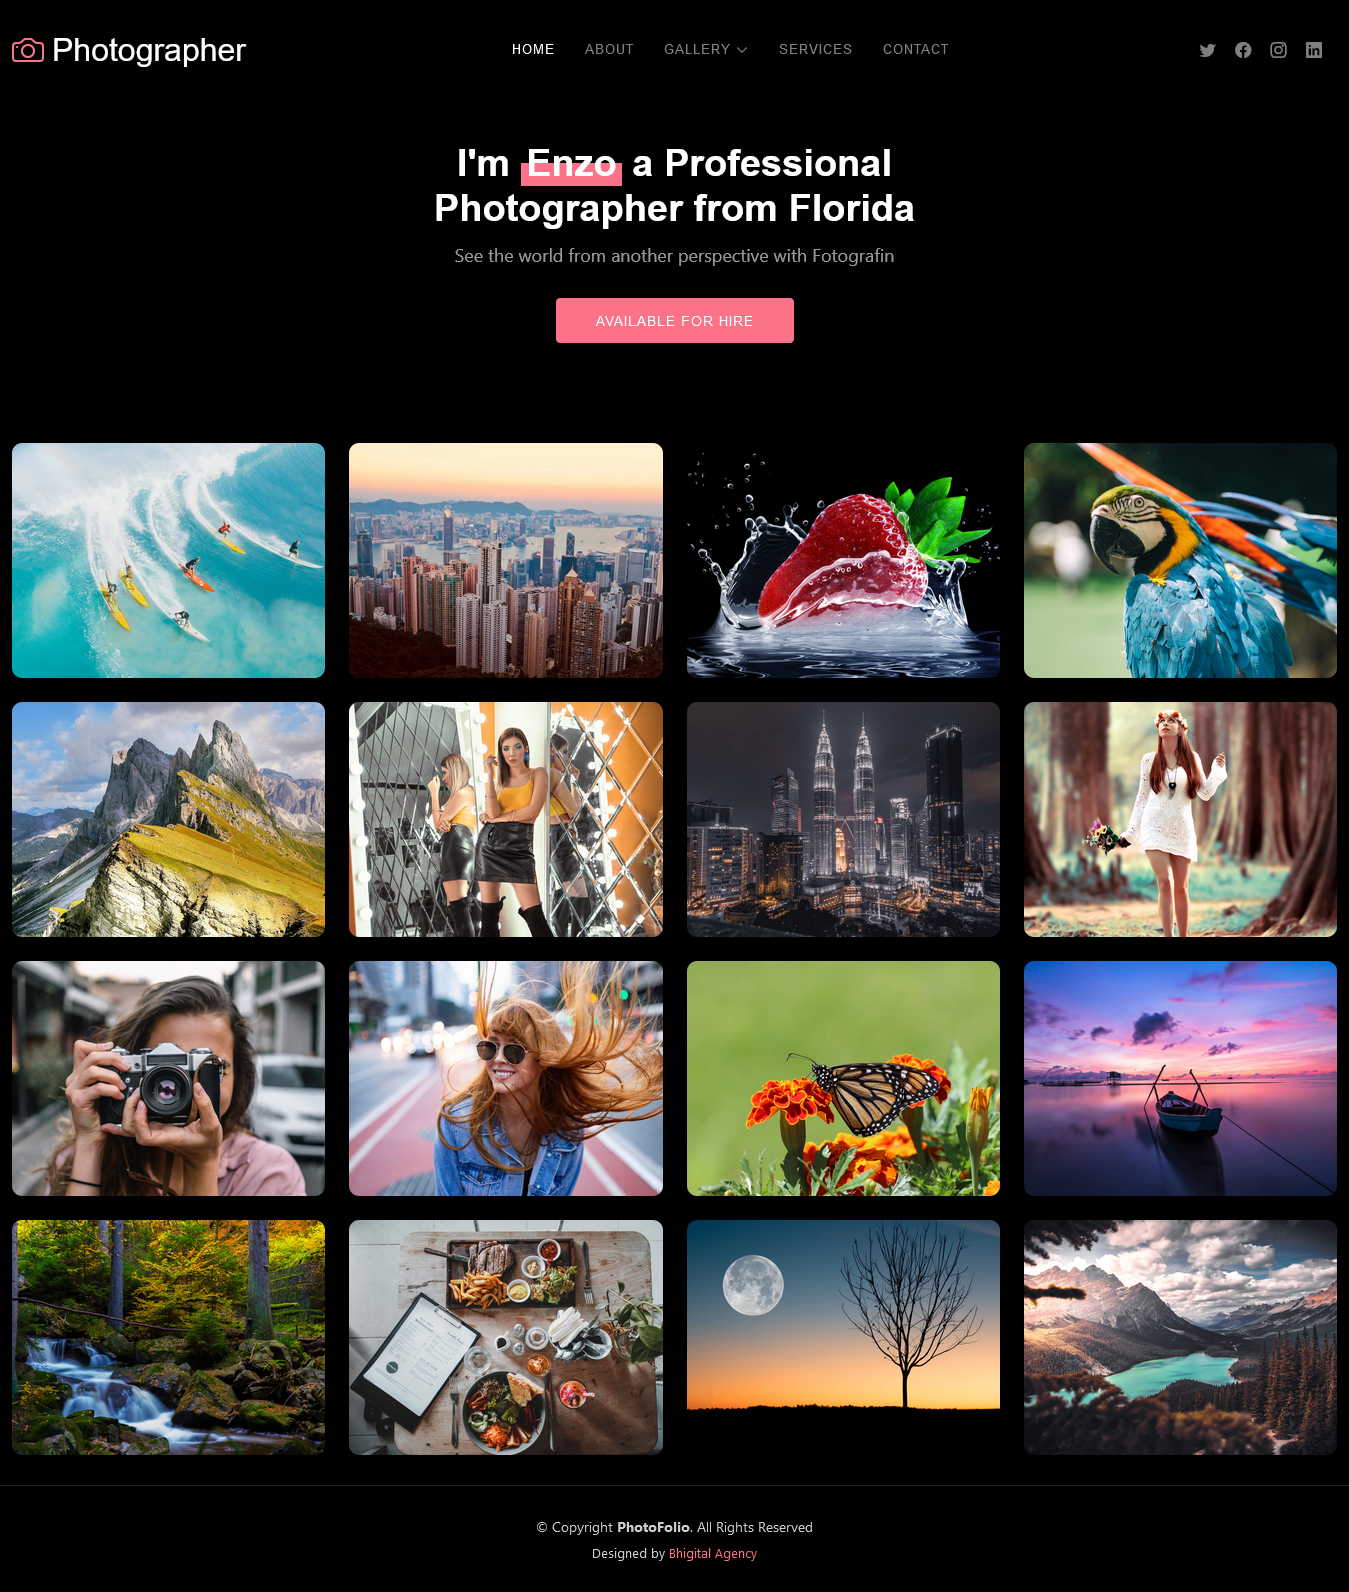 Photographer
HOME ABOUT GALLERY SERVICES CONTACT
I'm Enzo a Professional
Photographer from Florida
See the world from another perspective with Fotografin
AVAILABLE FOR HIRE
© Copyright PhotoFolio. All Rights Reserved
Designed by Bhigital Agency